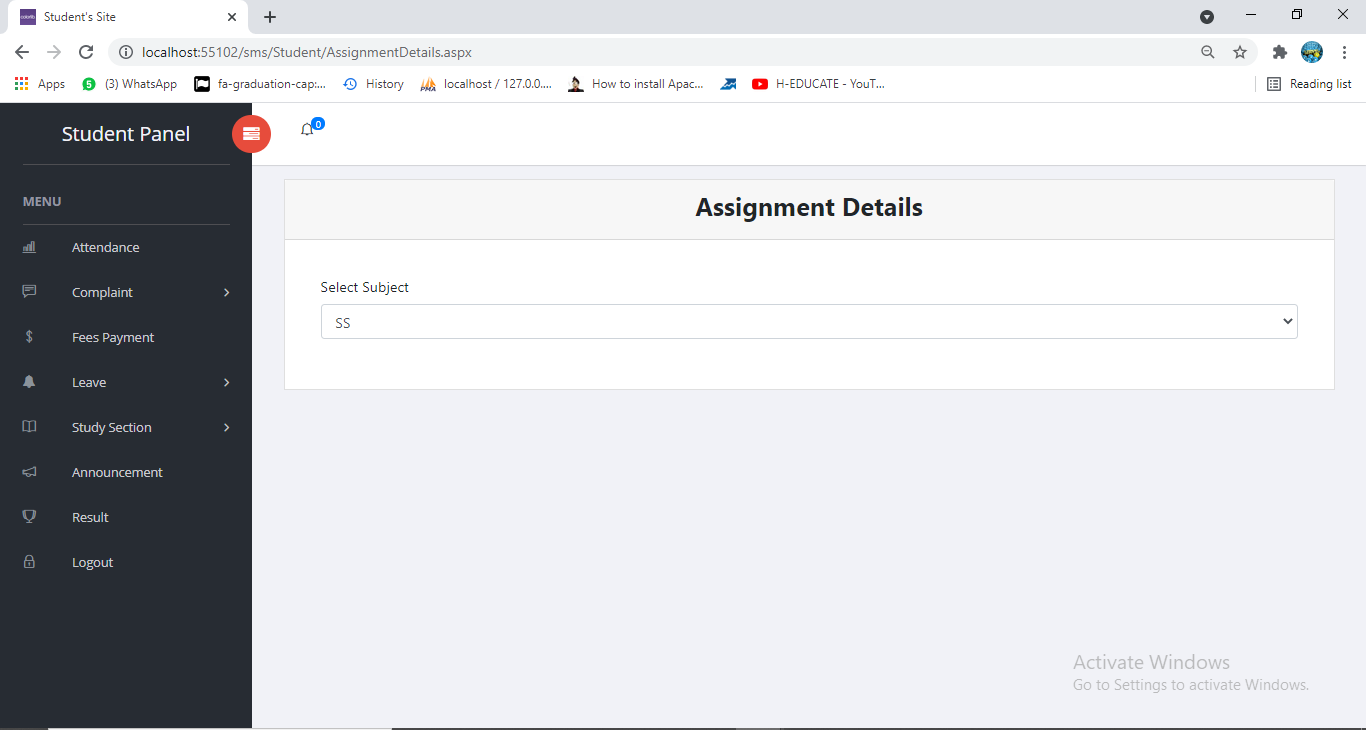 Student's Site
localhost:55102/sms/Student/AssignmentDetails.aspx
Apps
5
(3) WhatsApp
fa-graduation-cap:...
History
PMA
localhost / 127.0.0....
How to install Apac...
H-EDUCATE - YouT...
Reading list
Student Panel
0
MENU
Attendance
Complaint
$
Fees Payment
Leave
Study Section
Announcement
Result
Logout
Assignment Details
Select Subject
SS
Activate Windows
Go to Settings to activate Windows.